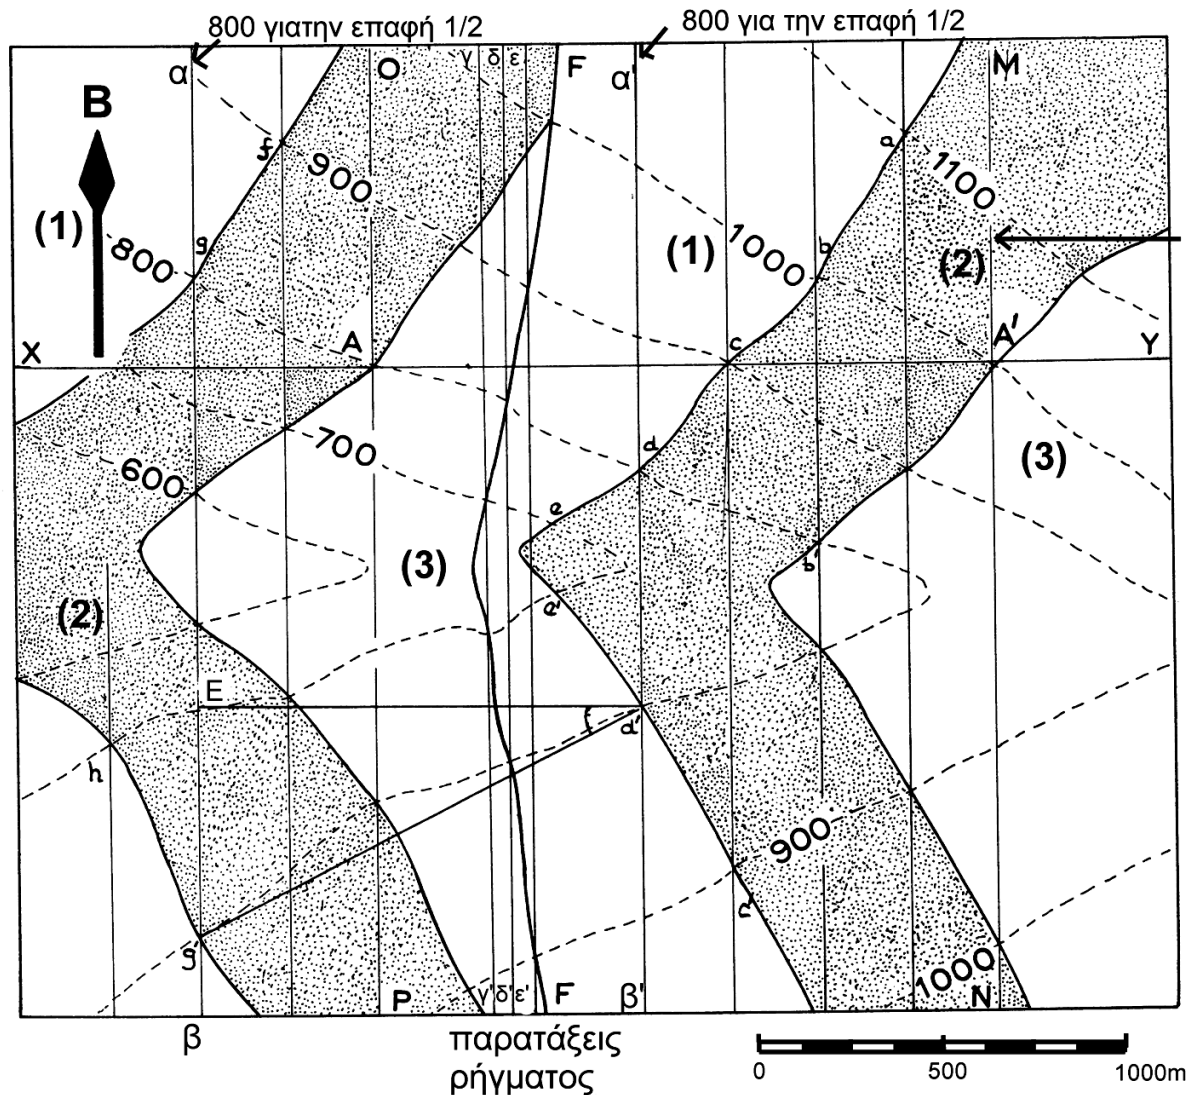 800 γιατην επαφή 1/2
800 για την επαφή 1/2
α
O
γ
δ
ε
F
α'
M
B
f
900
a
1100
(1)
g
800
(1)
1000
b
(2)
X
A
c
A'
Y
700
600
d
(3)
e
(3)
b'
e'
(2)
E
d'
h
900
g'
c'
1000
P
γ'
δ'
ε'
F
β'
N
β
παρατάξεις
ρήγματος
0
500
1000m